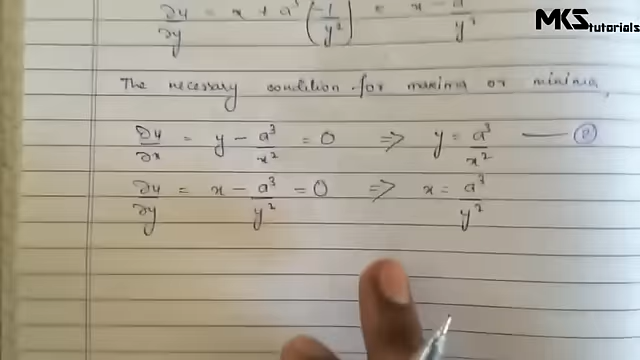 MKS tutorials
∂u/∂y = x + a³ (-1/y²) = x - a³/y²
The necessary condition for maxima or minima,
∂u/∂x = y - a³/x² = 0 ⇒ y = a³/x² —— ②
∂u/∂y = x - a³/y² = 0 ⇒ x = a³/y²